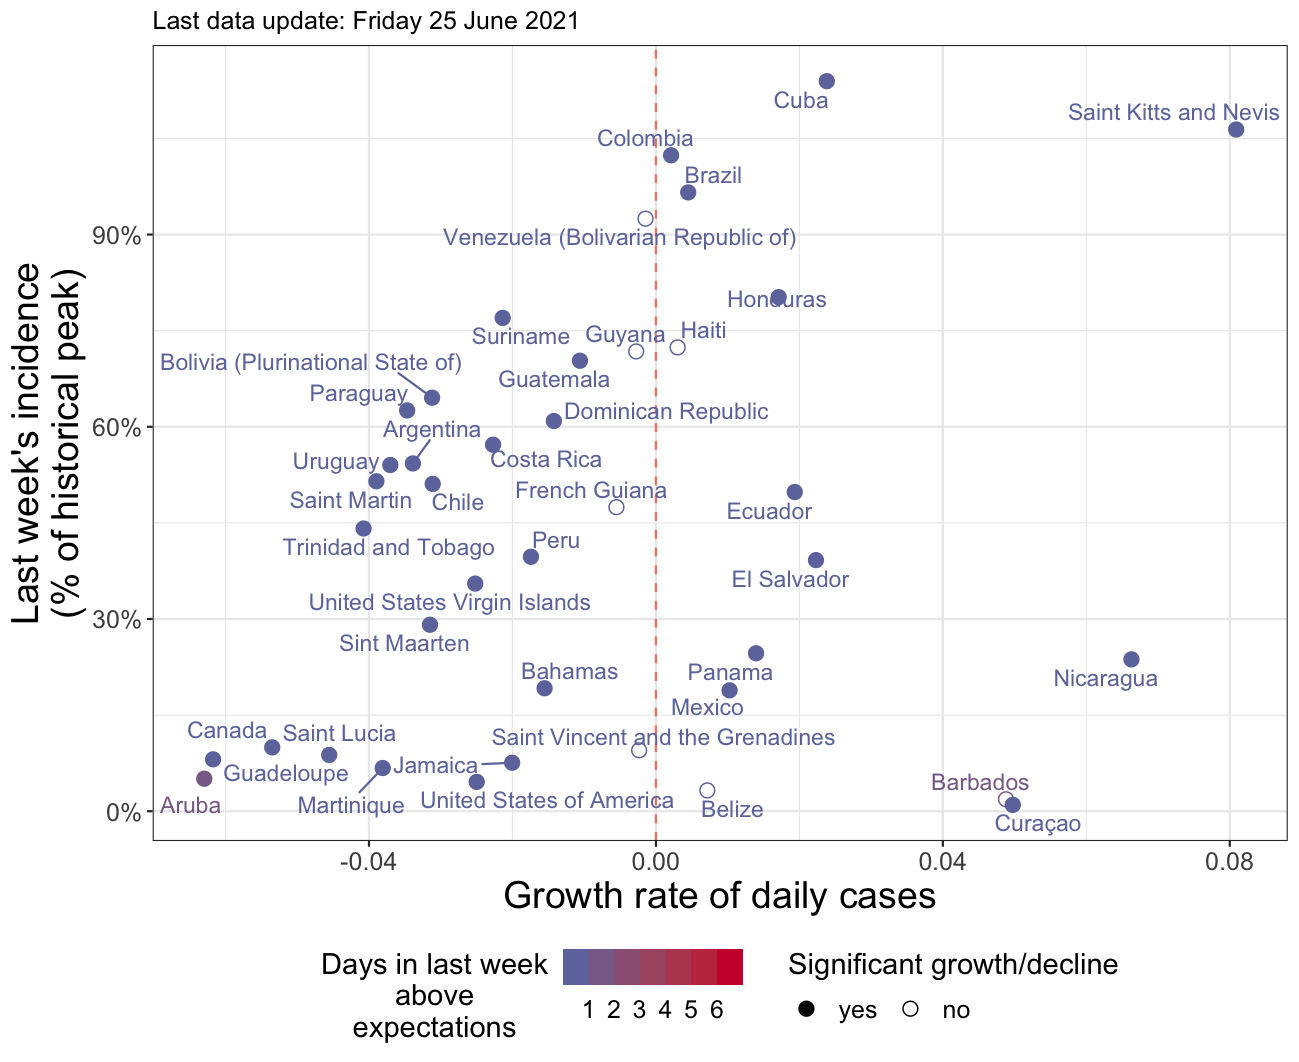 Last data update: Friday 25 June 2021
Cuba
Saint Kitts and Nevis
Colombia
Brazil
90%
Venezuela (Bolivarian Republic of)
Honduras
Suriname
Guyana
Haiti
Bolivia (Plurinational State of)
Guatemala
Paraguay
Dominican Republic
60%
Argentina
Uruguay
Costa Rica
Saint Martin
Chile
French Guiana
Ecuador
Trinidad and Tobago
Peru
El Salvador
United States Virgin Islands
30%
Sint Maarten
Bahamas
Panama
Nicaragua
Mexico
Canada
Saint Lucia
Saint Vincent and the Grenadines
Guadeloupe
Jamaica
Aruba
Martinique
United States of America
Belize
Barbados
Curaçao
0%
Last week's incidence
(% of historical peak)
-0.04
0.00
0.04
0.08
Growth rate of daily cases
Days in last week
above
expectations
1 2 3 4 5 6
Significant growth/decline
yes
no